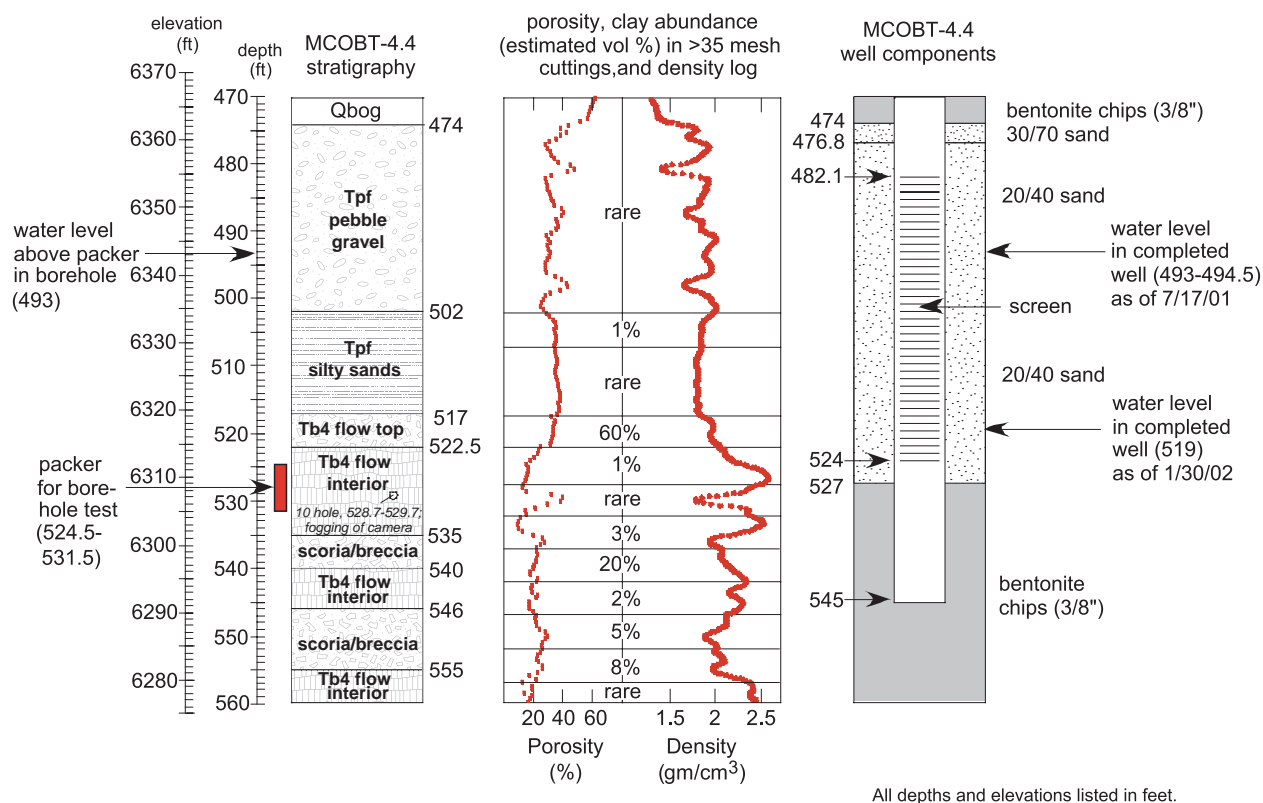 elevation
(ft)
6370
6360
6350
6340
6330
6320
6310
6300
6290
6280
depth
(ft)
470
480
490
500
510
520
530
540
550
560
water level
above packer
in borehole
(493)
packer
for bore-
hole test
(524.5-
531.5)
MCOBT-4.4
stratigraphy
Qbog
474
Tpf
pebble
gravel
502
Tpf
silty sands
517
Tb4 flow top
522.5
Tb4 flow
interior
10 hole, 528.7-529.7;
fogging of camera
535
scoria/breccia
540
Tb4 flow
interior
546
scoria/breccia
555
Tb4 flow
interior
porosity, clay abundance
(estimated vol %) in >35 mesh
cuttings,and density log
rare
1%
rare
60%
1%
rare
3%
20%
2%
5%
8%
rare
20 40 60
1.5 2 2.5
Porosity
(%)
Density
(gm/cm³)
MCOBT-4.4
well components
474
476.8
482.1
524
527
545
bentonite chips (3/8")
30/70 sand
20/40 sand
water level
in completed
well (493-494.5)
as of 7/17/01
screen
20/40 sand
water level
in completed
well (519)
as of 1/30/02
bentonite
chips (3/8")
All depths and elevations listed in feet.